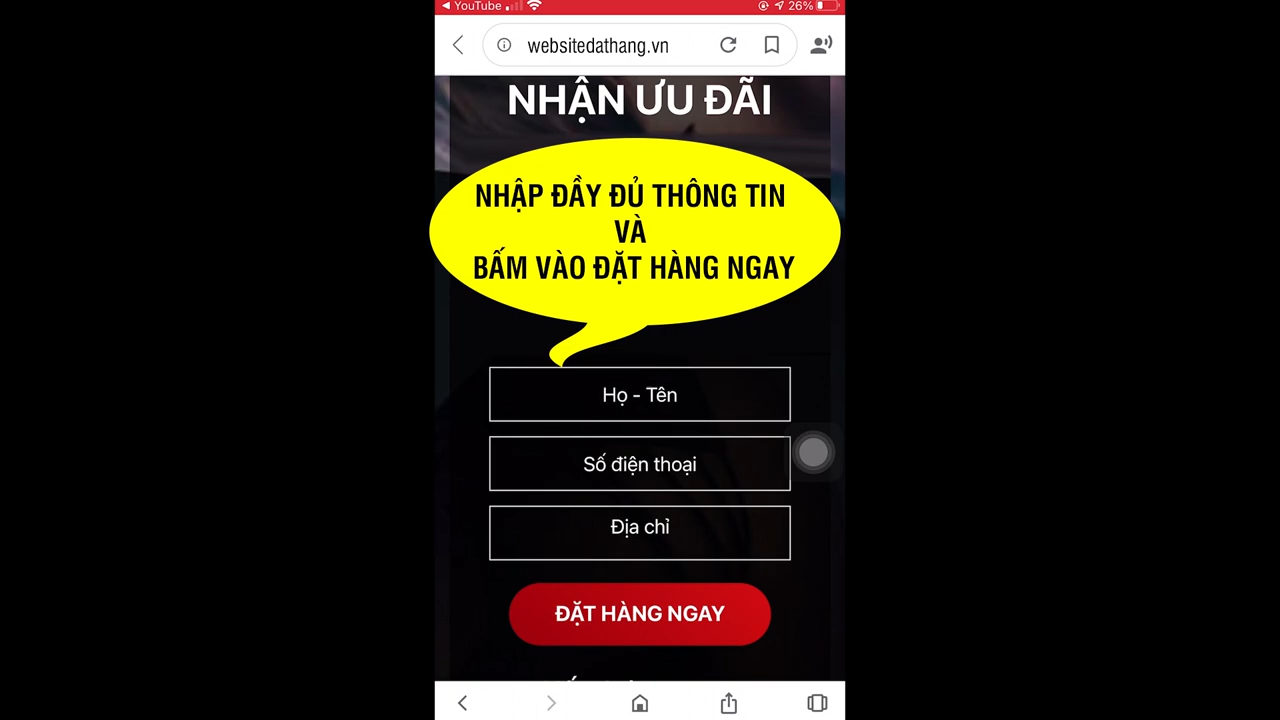 YouTube 26%
websitedathang.vn
NHẬN ƯU ĐÃI
NHẬP ĐẦY ĐỦ THÔNG TIN
VÀ
BẤM VÀO ĐẶT HÀNG NGAY
Họ - Tên
Số điện thoại
Địa chỉ
ĐẶT HÀNG NGAY